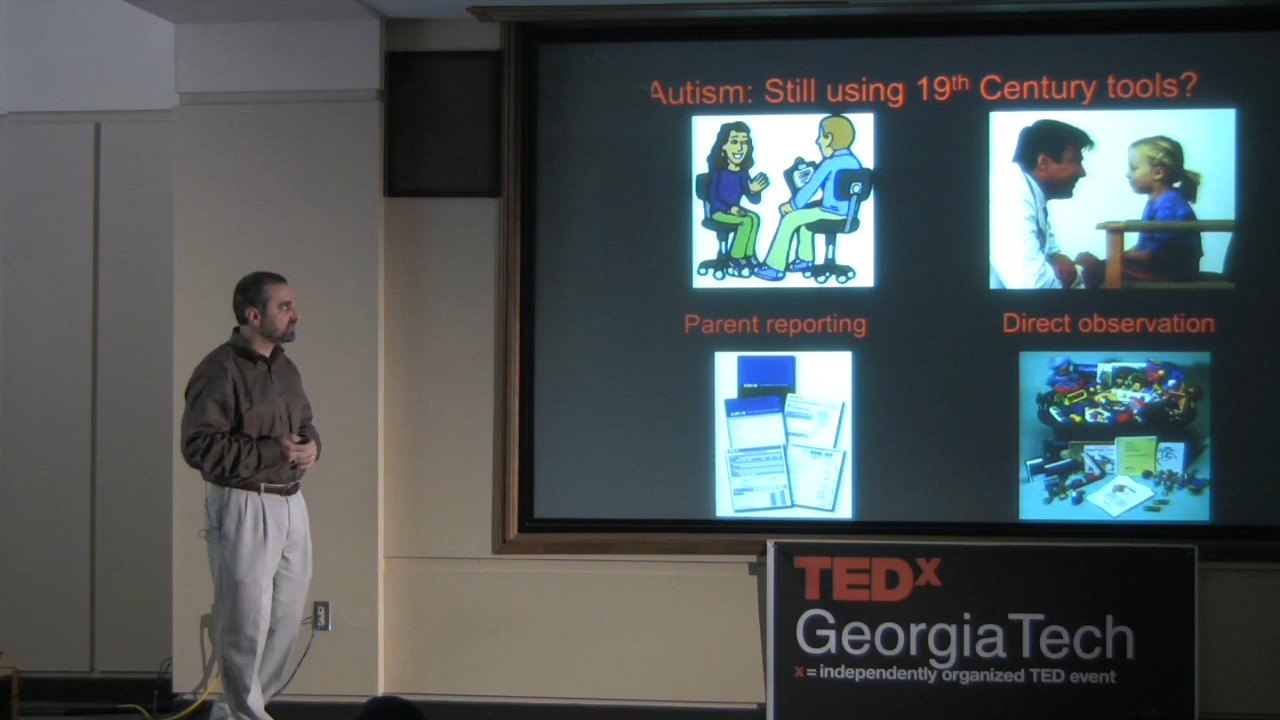 Autism: Still using 19th Century tools?
Parent reporting
Direct observation
TEDx
GeorgiaTech
x = independently organized TED event